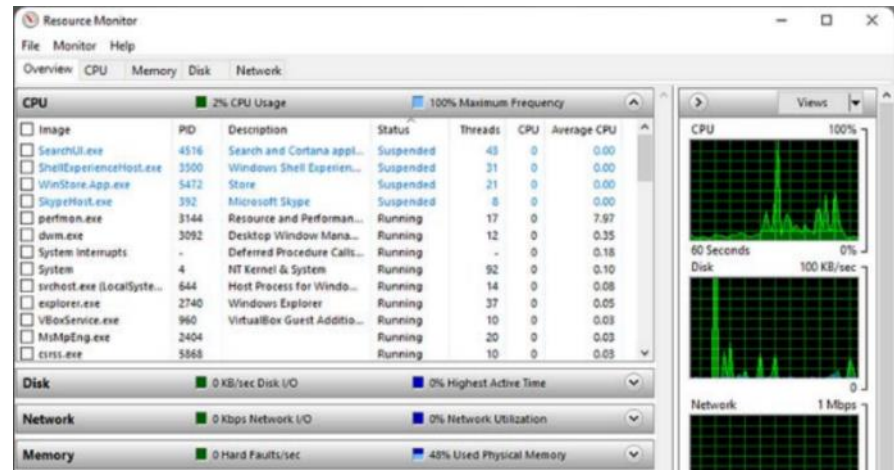 Resource Monitor
File Monitor Help
Overview CPU Memory Disk Network
CPU 2% CPU Usage 100% Maximum Frequency
Image PID Description Status Threads CPU Average CPU
SearchUI.exe 4516 Search and Cortana appl... Suspended 43 0 0.00
ShellExperienceHost.exe 3500 Windows Shell Experien... Suspended 31 0 0.00
WinStore.App.exe 5472 Store Suspended 21 0 0.00
SkypeHost.exe 392 Microsoft Skype Suspended 8 0 0.00
perfmon.exe 3144 Resource and Performan... Running 17 0 7.97
dwm.exe 3092 Desktop Window Mana... Running 12 0 0.35
System Interrupts - Deferred Procedure Calls... Running - 0 0.18
System 4 NT Kernel & System Running 92 0 0.10
svchost.exe (LocalSyste... 644 Host Process for Windo... Running 14 0 0.08
explorer.exe 2740 Windows Explorer Running 37 0 0.05
VBoxService.exe 960 VirtualBox Guest Additio... Running 10 0 0.03
MsMpEng.exe 2404 Running 20 0 0.03
csrss.exe 5868 Running 10 0 0.03
Disk 0 KB/sec Disk I/O 0% Highest Active Time
Network 0 Kbps Network I/O 0% Network Utilization
Memory 0 Hard Faults/sec 48% Used Physical Memory
Views
CPU 100%
60 Seconds 0%
Disk 100 KB/sec
0
Network 1 Mbps